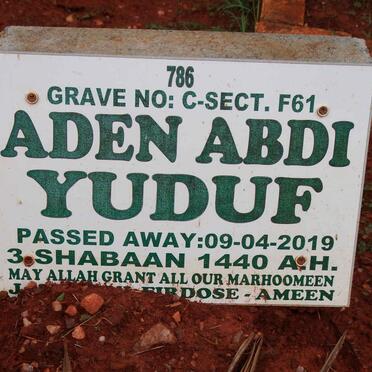 786
GRAVE NO: C-SECT. F61
ADEN ABDI
YUDUF
PASSED AWAY:09-04-2019
3 SHABAAN 1440 A.H.
MAY ALLAH GRANT ALL OUR MARHOOMEEN
FIRDOSE - AMEEN